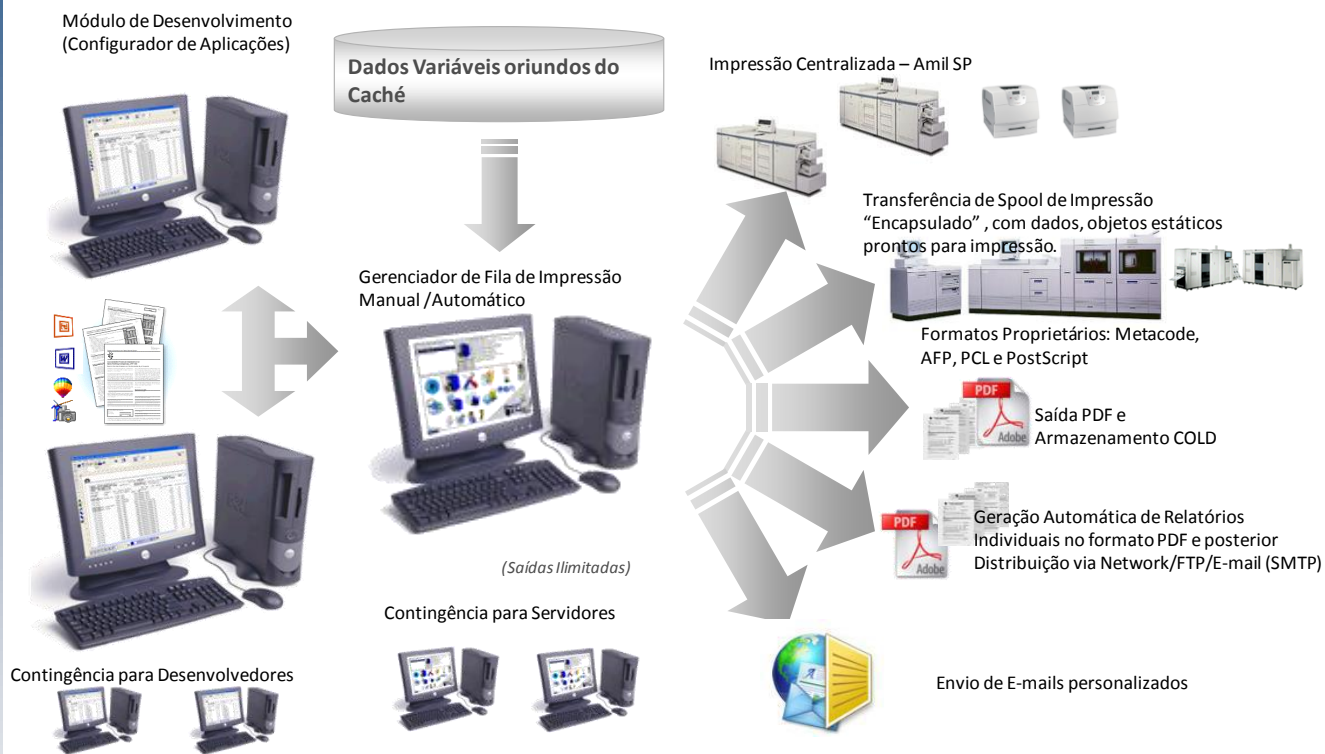 Módulo de Desenvolvimento
(Configurador de Aplicações)
Dados Variáveis oriundos do
Caché
Impressão Centralizada – Amil SP
Transferência de Spool de Impressão
“Encapsulado” , com dados, objetos estáticos
prontos para impressão.
Gerenciador de Fila de Impressão
Manual /Automático
Formatos Proprietários: Metacode,
AFP, PCL e PostScript
PDF
Adobe
Saída PDF e
Armazenamento COLD
PDF
Adobe
Geração Automática de Relatórios
Individuais no formato PDF e posterior
Distribuição via Network/FTP/E-mail (SMTP)
(Saídas Ilimitadas)
Contingência para Servidores
Contingência para Desenvolvedores
Envio de E-mails personalizados